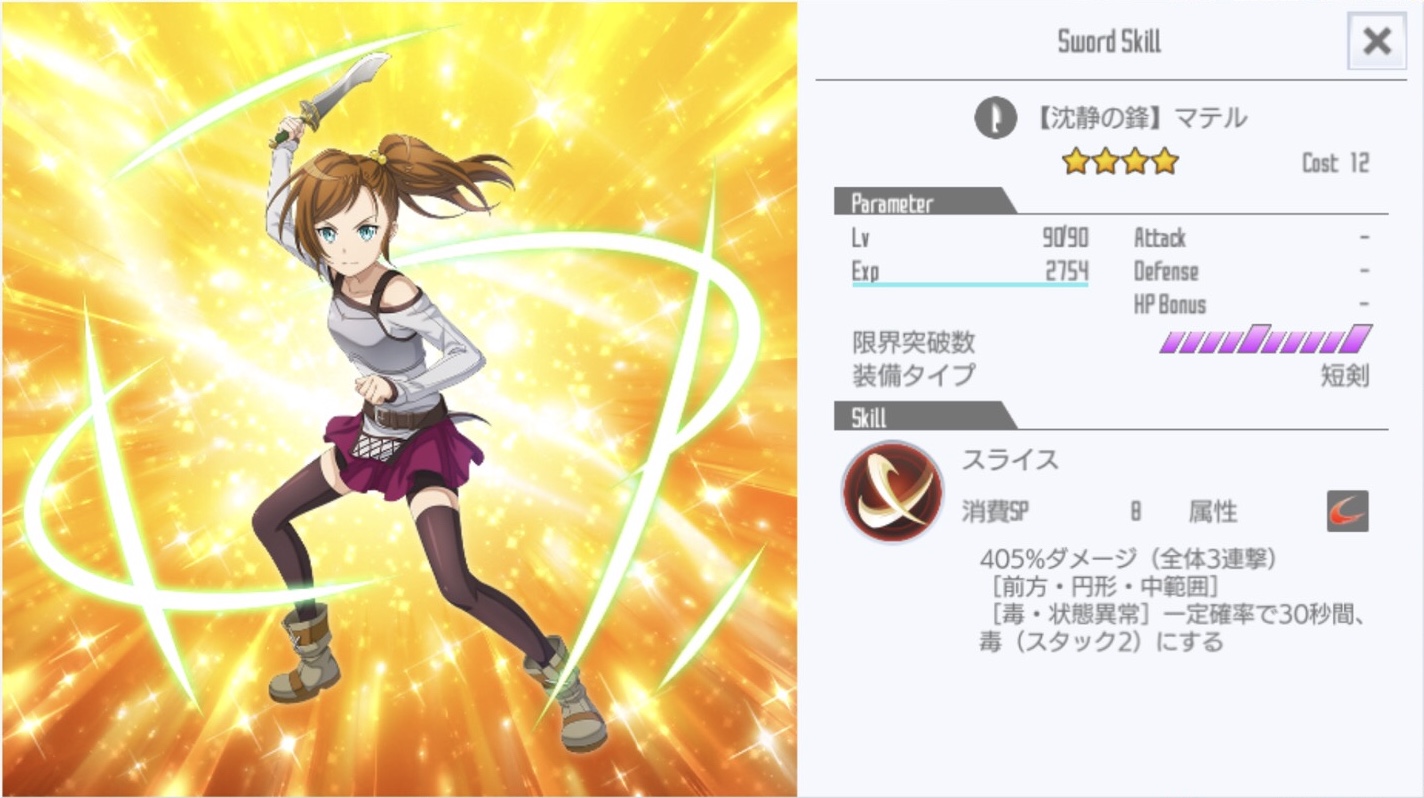 Sword Skill
【沈静の鋒】マテル
Cost 12
Parameter
Lv 90/90 Attack -
Exp 2754 Defense -
HP Bonus -
限界突破数
装備タイプ 短剣
Skill
スライス
消費SP 8 属性
405%ダメージ（全体3連撃）
［前方・円形・中範囲］
［毒・状態異常］一定確率で30秒間、
毒（スタック2）にする